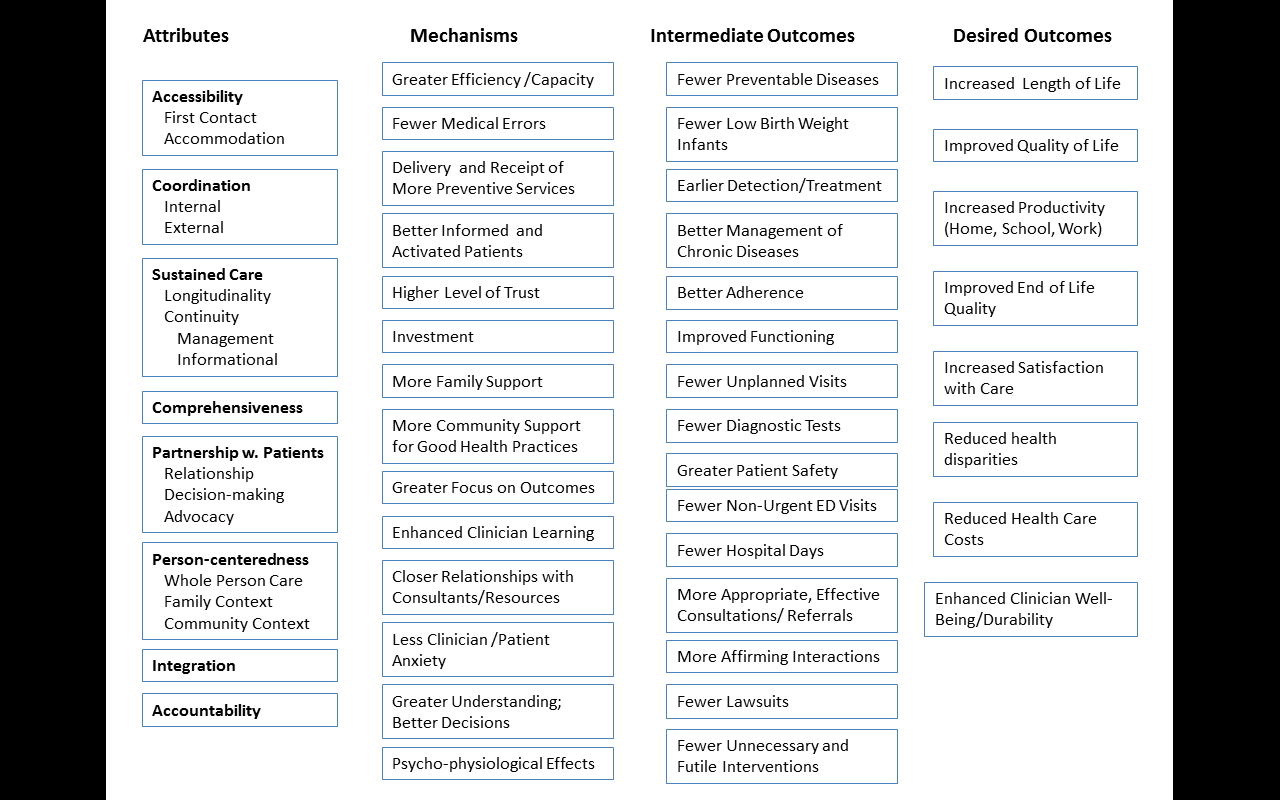 Attributes
Mechanisms
Intermediate Outcomes
Desired Outcomes
Accessibility
First Contact
Accommodation
Coordination
Internal
External
Sustained Care
Longitudinality
Continuity
Management
Informational
Comprehensiveness
Partnership w. Patients
Relationship
Decision-making
Advocacy
Person-centeredness
Whole Person Care
Family Context
Community Context
Integration
Accountability
Greater Efficiency /Capacity
Fewer Medical Errors
Delivery and Receipt of
More Preventive Services
Better Informed and
Activated Patients
Higher Level of Trust
Investment
More Family Support
More Community Support
for Good Health Practices
Greater Focus on Outcomes
Enhanced Clinician Learning
Closer Relationships with
Consultants/Resources
Less Clinician /Patient
Anxiety
Greater Understanding;
Better Decisions
Psycho-physiological Effects
Fewer Preventable Diseases
Fewer Low Birth Weight
Infants
Earlier Detection/Treatment
Better Management of
Chronic Diseases
Better Adherence
Improved Functioning
Fewer Unplanned Visits
Fewer Diagnostic Tests
Greater Patient Safety
Fewer Non-Urgent ED Visits
Fewer Hospital Days
More Appropriate, Effective
Consultations/ Referrals
More Affirming Interactions
Fewer Lawsuits
Fewer Unnecessary and
Futile Interventions
Increased Length of Life
Improved Quality of Life
Increased Productivity
(Home, School, Work)
Improved End of Life
Quality
Increased Satisfaction
with Care
Reduced health
disparities
Reduced Health Care
Costs
Enhanced Clinician Well-
Being/Durability